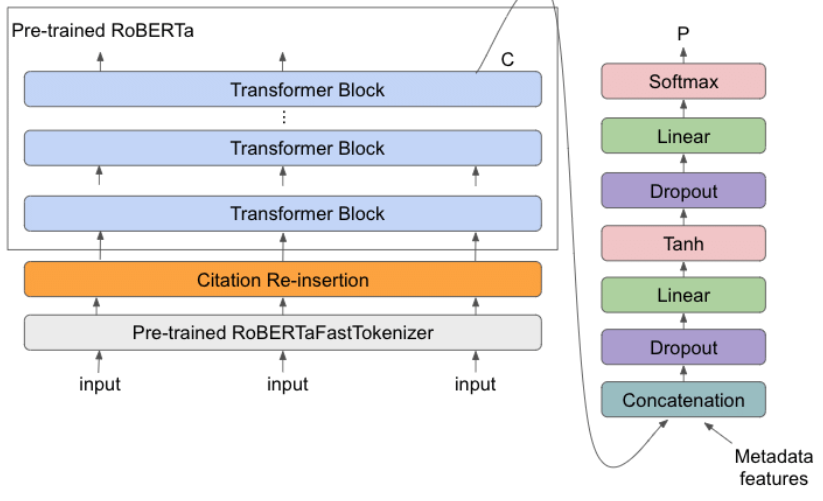 Pre-trained RoBERTa
C
Transformer Block
⋮
Transformer Block
Transformer Block
Citation Re-insertion
Pre-trained RoBERTaFastTokenizer
input input input
P
Softmax
Linear
Dropout
Tanh
Linear
Dropout
Concatenation
Metadata
features